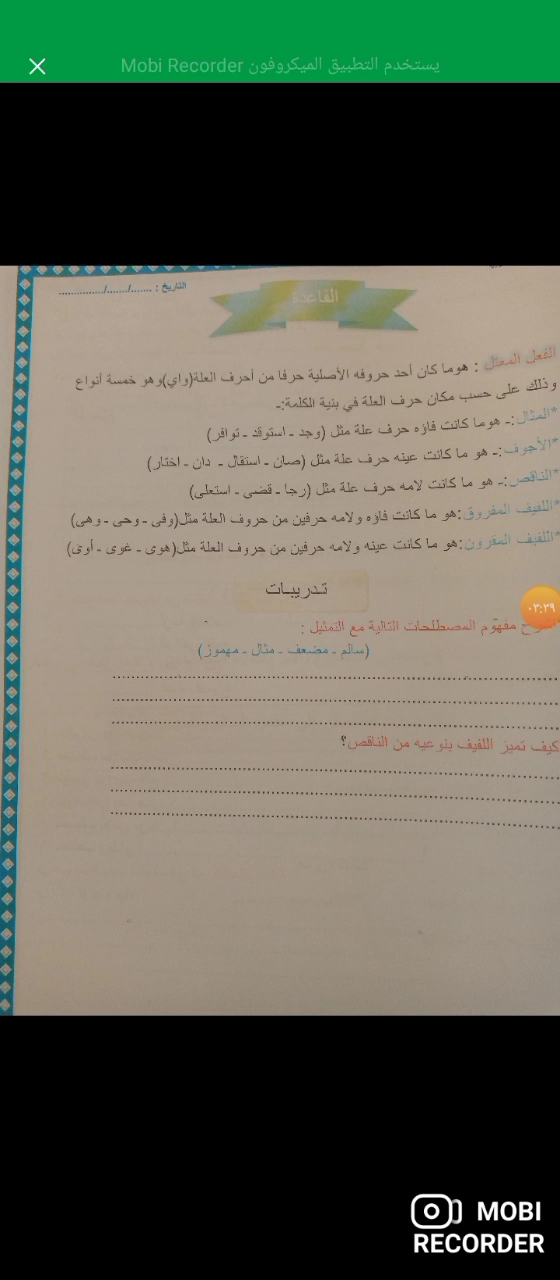 يستخدم التطبيق الميكروفون Mobi Recorder
التاريخ : ......./......./...............
القاعدة
الفعل المعتل : هوما كان أحد حروفه الأصلية حرفا من أحرف العلة(واي)وهو خمسة أنواع
وذلك على حسب مكان حرف العلة في بنية الكلمة:ـ
*المثال:ـ هوما كانت فاؤه حرف علة مثل (وجد ـ استوقد ـ توافر)
*الأجوف:ـ هو ما كانت عينه حرف علة مثل (صان ـ استقال ـ دان ـ اختار)
*الناقص:ـ هو ما كانت لامه حرف علة مثل (رجا ـ قضى ـ استعلى)
*اللفيف المفروق:هو ما كانت فاؤه ولامه حرفين من حروف العلة مثل(وفى ـ وحى ـ وهى)
*اللفيف المقرون:هو ما كانت عينه ولامه حرفين من حروف العلة مثل(هوى ـ غوى ـ أوى)
تدريبات
٠٣:٣٩
مفهوم المصطلحات التالية مع التمثيل :
(سالم ـ مضعف ـ مثال ـ مهموز)
كيف تميز اللفيف بنوعيه من الناقص؟
MOBI
RECORDER